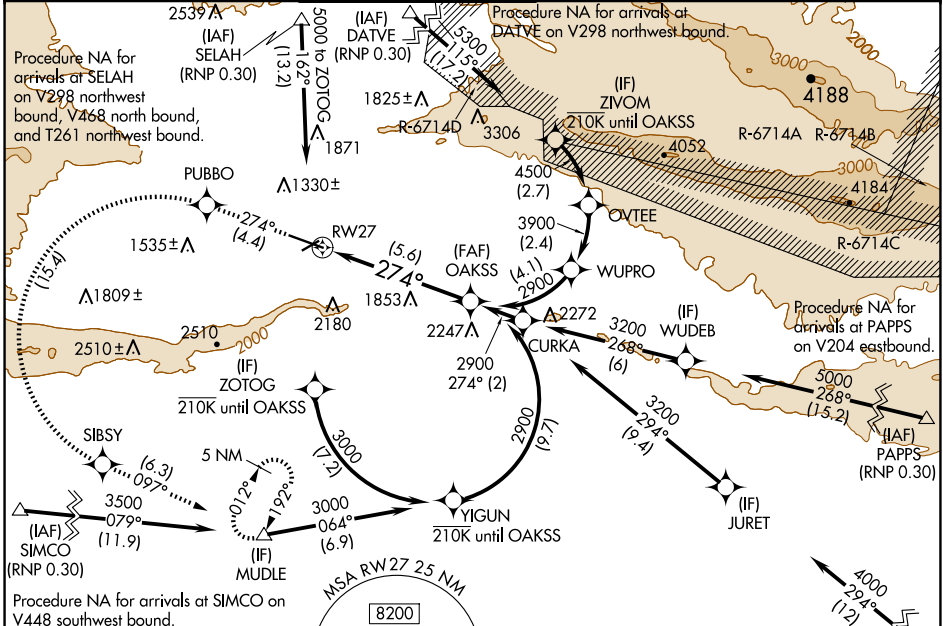 2539
(IAF)
SELAH
(RNP 0.30)
5000 to ZOTOG
162°
(13.2)
(IAF)
DATVE
(RNP 0.30)
5300
115°
(17.2)
Procedure NA for arrivals at
DATVE on V298 northwest bound.
2000
3000
4188
Procedure NA for
arrivals at SELAH
on V298 northwest
bound, V468 north bound,
and T261 northwest bound.
1825±
R-6714D
3306
(IF)
ZIVOM
210K until OAKSS
R-6714A
R-6714B
4052
3000
4184
R-6714C
1871
1330±
PUBBO
274°
(4.4)
RW27
4500
(2.7)
OVTEE
3900
(2.4)
WUPRO
(4.1)
2900
1535±
(15.4)
(5.6)
274°
(FAF)
OAKSS
1853
1809±
2180
2247
2272
CURKA
2900
274° (2)
3200
268°
(6)
(IF)
WUDEB
Procedure NA for
arrivals at PAPPS
on V204 eastbound.
2510±
2510
2000
(IF)
ZOTOG
210K until OAKSS
5000
268°
(15.2)
(IAF)
PAPPS
(RNP 0.30)
3000
(7.2)
2900
(9.7)
3200
294°
(9.4)
SIBSY
(6.3)
097°
5 NM
012°
192°
3500
079°
(11.9)
(IAF)
SIMCO
(RNP 0.30)
3000
064°
(6.9)
(IF)
MUDLE
YIGUN
210K until OAKSS
(IF)
JURET
MSA RW27 25 NM
8200
4000
294°
(12)
Procedure NA for arrivals at SIMCO on
V448 southwest bound.